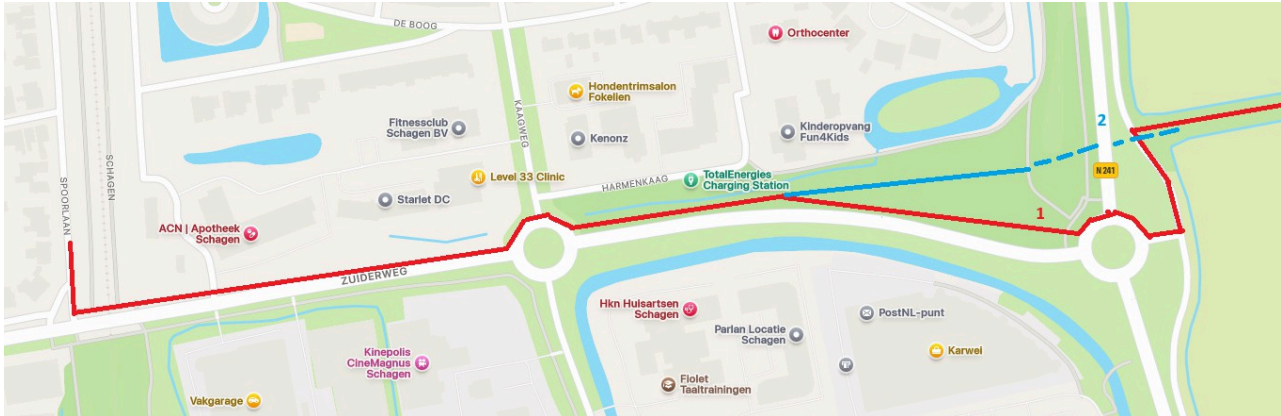 DE BOOG
Orthocenter
Hondentrimsalon
Fokellen
KAAGWEG
Fitnessclub
Schagen BV
Kenonz
Kinderopvang
Fun4Kids
2
N241
SCHAGEN
SPOORLAAN
Level 33 Clinic
HARMENKAAG
TotalEnergies
Charging Station
Starlet DC
1
ACN | Apotheek
Schagen
ZUIDERWEG
Hkn Huisartsen
Schagen
PostNL-punt
Parlan Locatie
Schagen
Karwei
Kinepolis
CineMagnus
Schagen
Fiolet
Taaltrainingen
Vakgarage